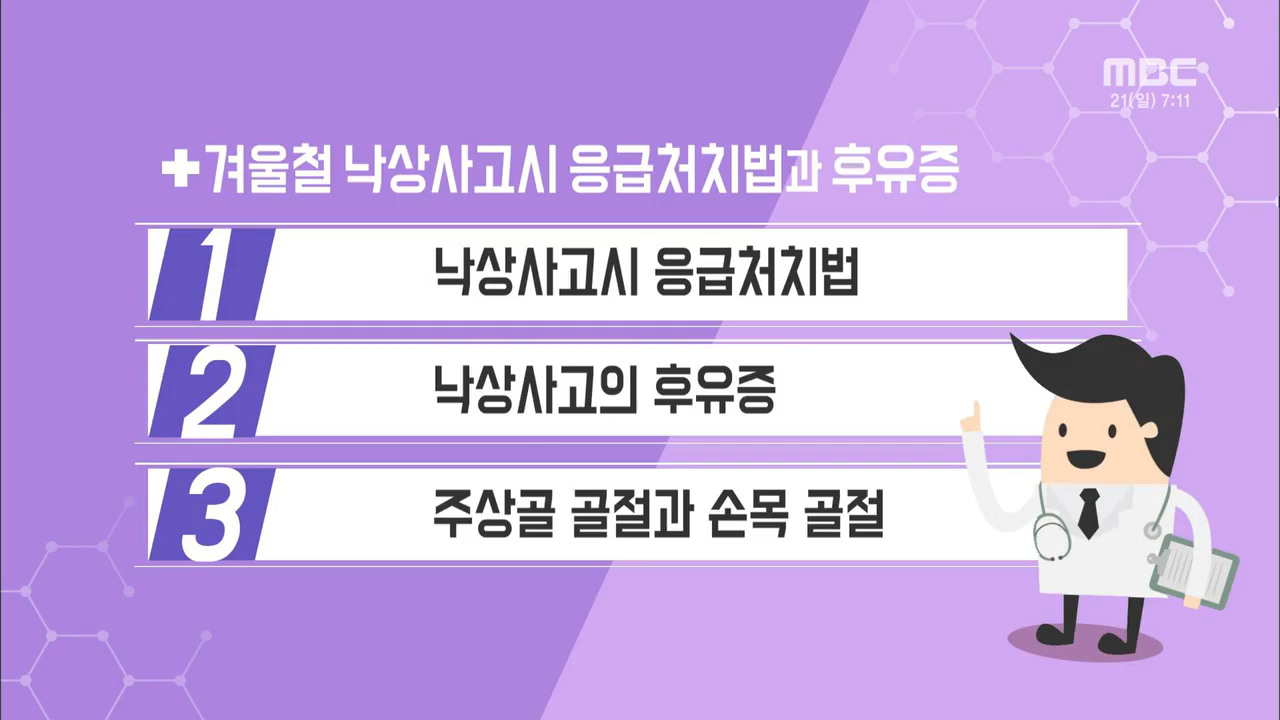 MBC
21(일) 7:11
+겨울철 낙상사고시 응급처치법과 후유증
1 낙상사고시 응급처치법
2 낙상사고의 후유증
3 주상골 골절과 손목 골절